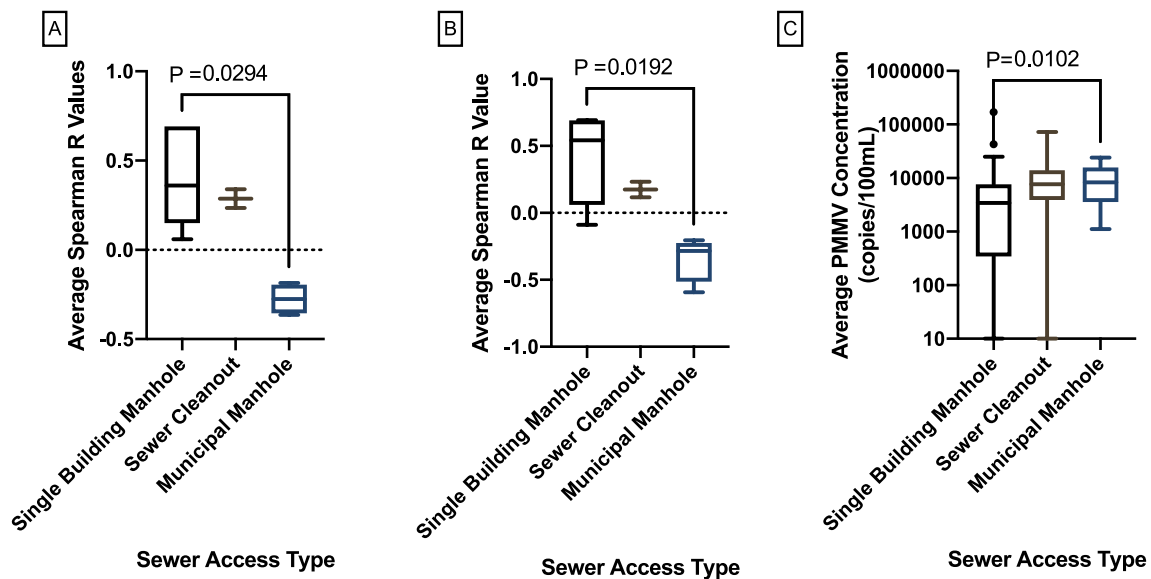 A
P =0.0294
Average Spearman R Values
1.0
0.5
0.0
-0.5
Single Building Manhole
Sewer Cleanout
Municipal Manhole
Sewer Access Type
B
P =0.0192
Average Spearman R Value
1.0
0.5
0.0
-0.5
-1.0
Single Building Manhole
Sewer Cleanout
Municipal Manhole
Sewer Access Type
C
P=0.0102
Average PMMV Concentration
(copies/100mL)
1000000
100000
10000
1000
100
10
Single Building Manhole
Sewer Cleanout
Municipal Manhole
Sewer Access Type